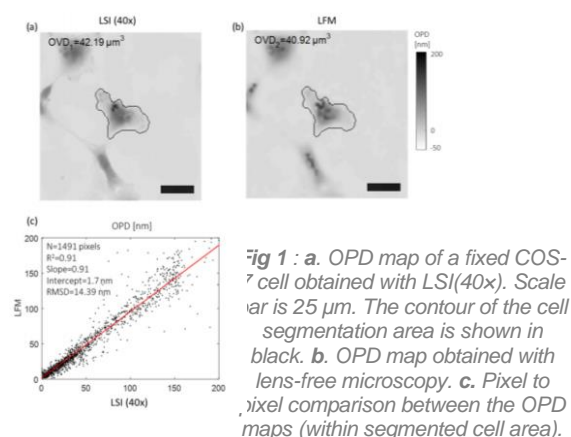 LSI (40x)
LFM
(a)
(b)
OVD1=42.19 µm3
OVD2=40.92 µm3
OPD
[nm]
200
0
-50
(c)
OPD [nm]
200
150
100
50
0
N=1491 pixels
R²=0.91
Slope=0.91
Intercept=1.7 nm
RMSD=14.39 nm
LFM
0 50 100 150 200
LSI (40x)
Fig 1 : a. OPD map of a fixed COS-
7 cell obtained with LSI(40×). Scale
bar is 25 µm. The contour of the cell
segmentation area is shown in
black. b. OPD map obtained with
lens-free microscopy. c. Pixel to
pixel comparison between the OPD
maps (within segmented cell area).